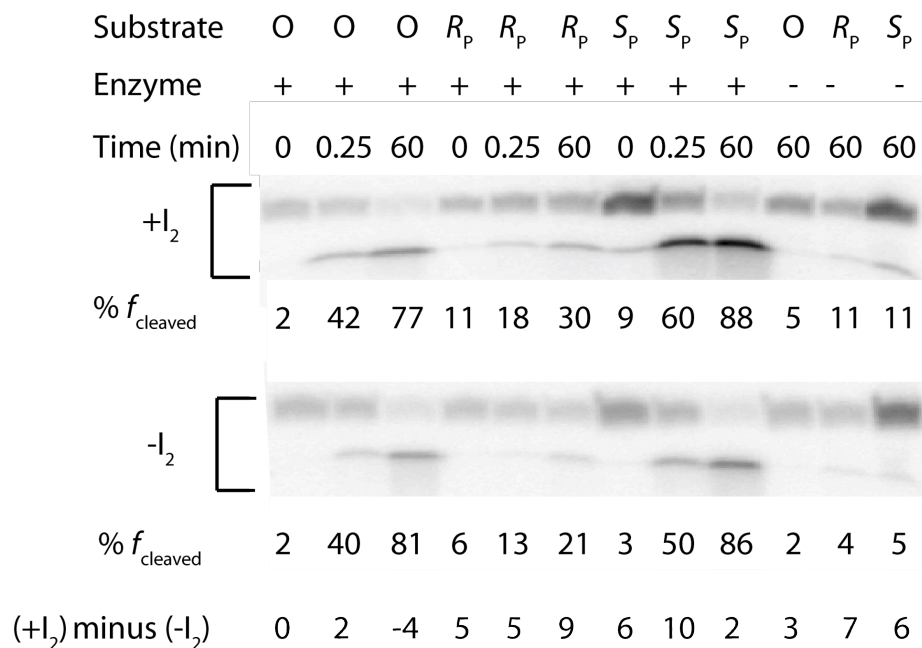 Substrate O O O RP RP RP SP SP SP O RP SP
Enzyme + + + + + + + + + - - -
Time (min) 0 0.25 60 0 0.25 60 0 0.25 60 60 60 60
+I2
% fcleaved 2 42 77 11 18 30 9 60 88 5 11 11
-I2
% fcleaved 2 40 81 6 13 21 3 50 86 2 4 5
(+I2) minus (-I2) 0 2 -4 5 5 9 6 10 2 3 7 6